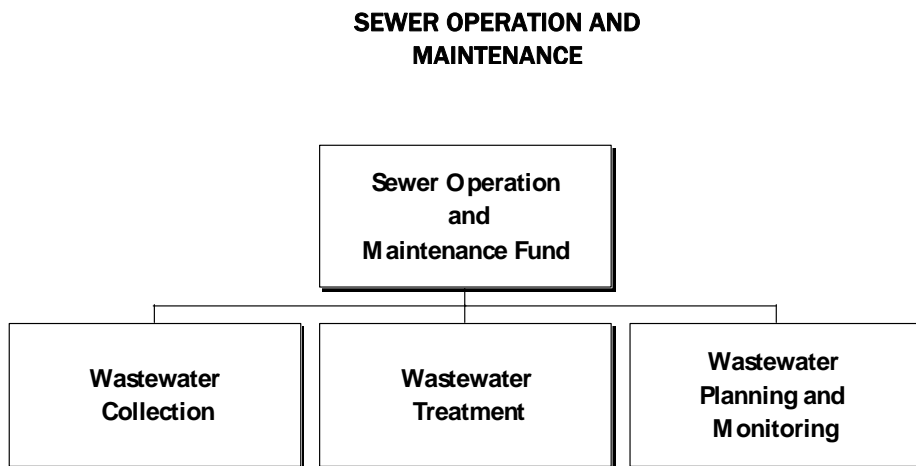 SEWER OPERATION AND
MAINTENANCE
Sewer Operation
and
Maintenance Fund
Wastewater
Collection
Wastewater
Treatment
Wastewater
Planning and
Monitoring